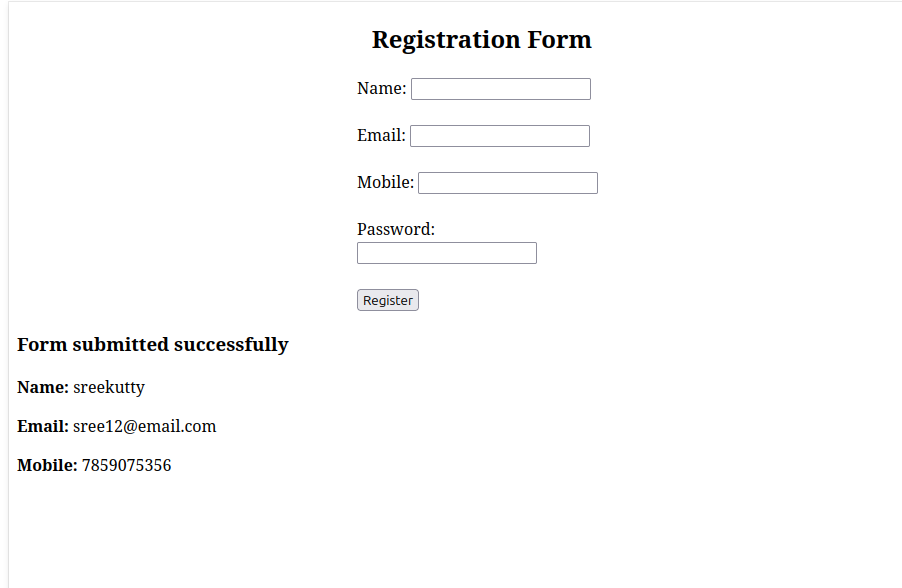 Registration Form
Name:
Email:
Mobile:
Password:
Register
Form submitted successfully
Name: sreekutty
Email: sree12@email.com
Mobile: 7859075356